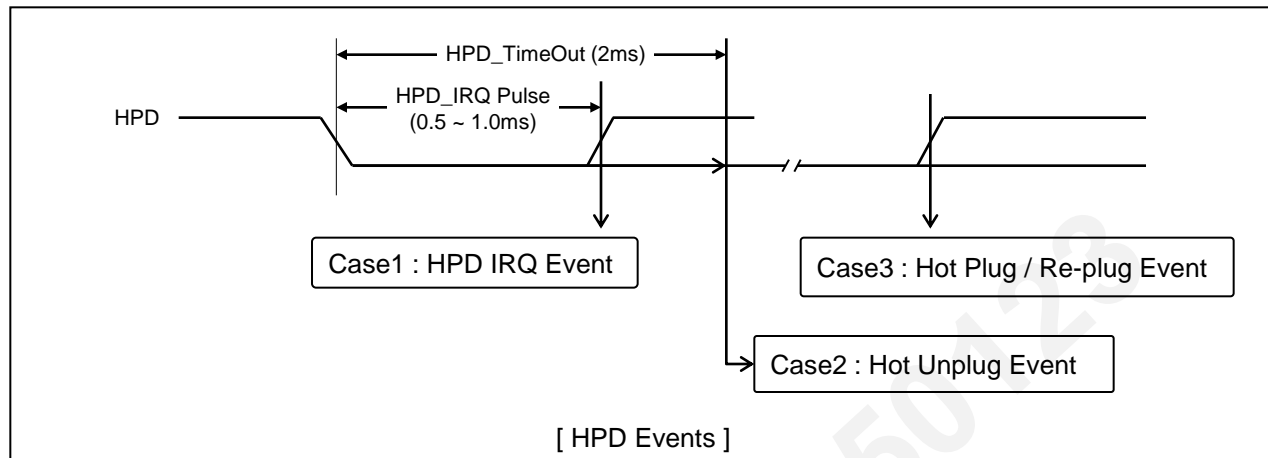 HPD_TimeOut (2ms)
HPD_IRQ Pulse
(0.5 ~ 1.0ms)
HPD
Case1 : HPD IRQ Event
Case3 : Hot Plug / Re-plug Event
Case2 : Hot Unplug Event
[ HPD Events ]
50123